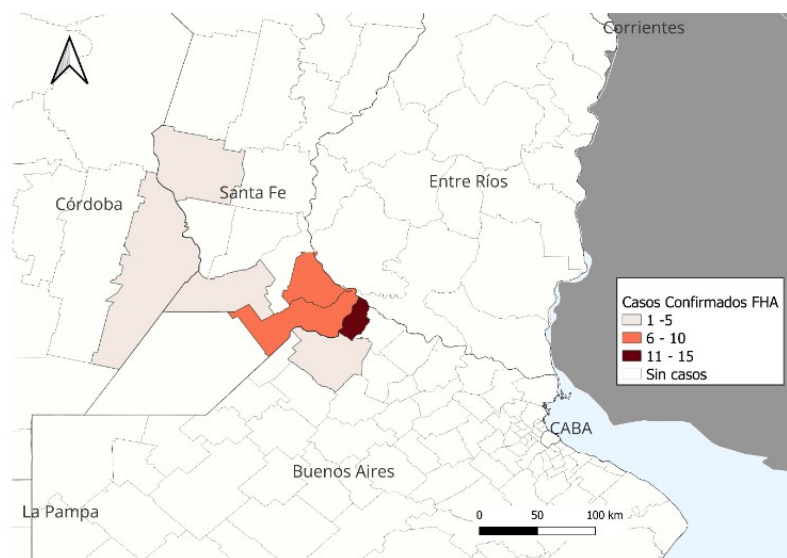 Corrientes
Santa Fe
Entre Ríos
Córdoba
Casos Confirmados FHA
1 -5
6 - 10
11 - 15
Sin casos
CABA
Buenos Aires
La Pampa
0 50 100 km